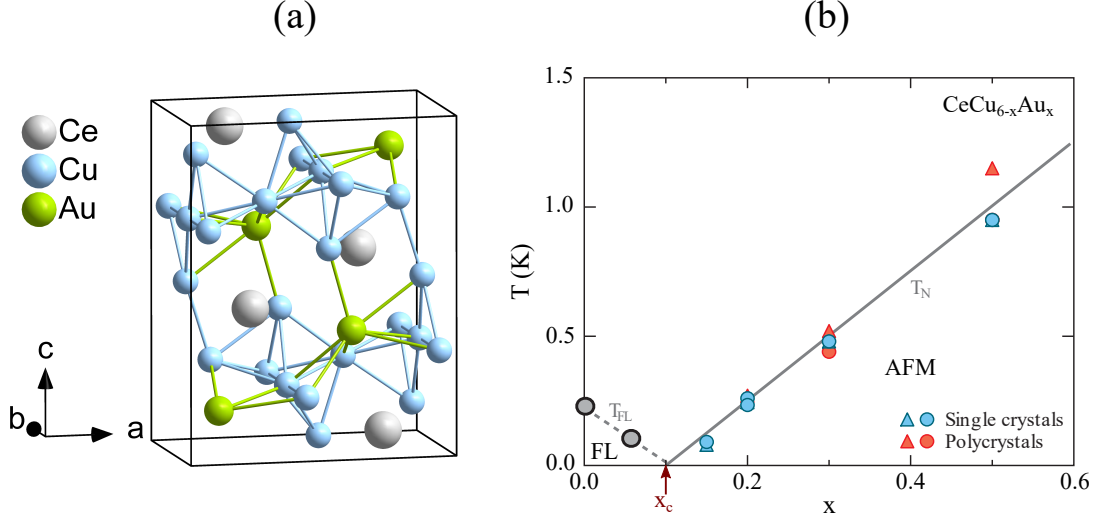 (a)
Ce
Cu
Au
c
b
a
(b)
1.5
1.0
0.5
0.0
T (K)
CeCu6-xAux
TN
AFM
TFL
FL
Single crystals
Polycrystals
0.0
0.2
0.4
0.6
xc
x